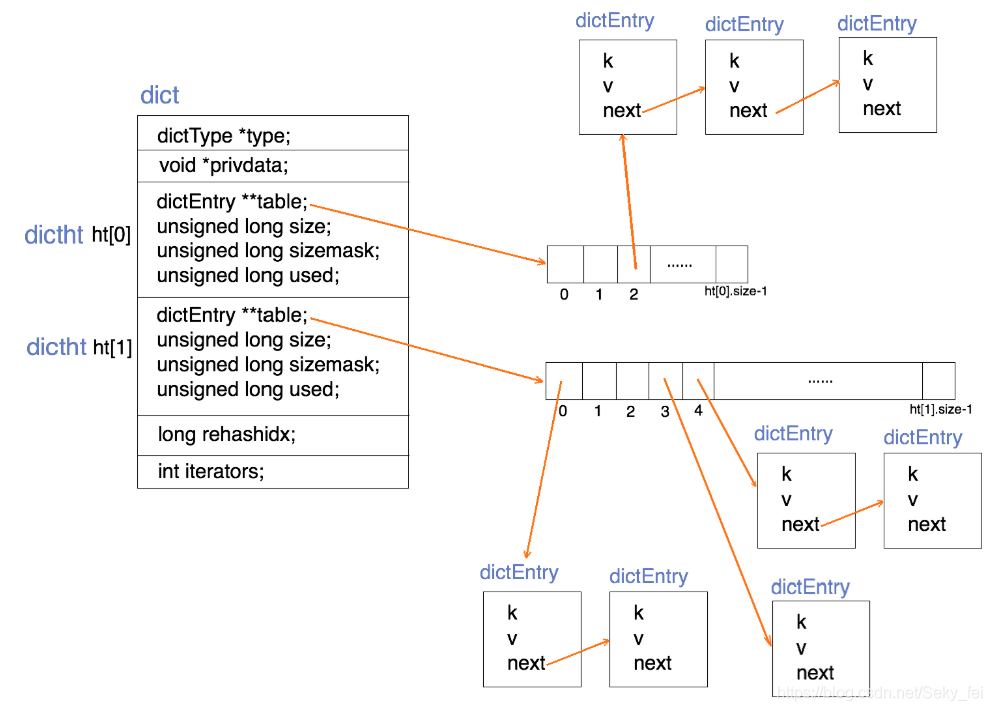 dict
dictType *type;
void *privdata;
dictht ht[0]
dictEntry **table;
unsigned long size;
unsigned long sizemask;
unsigned long used;
dictht ht[1]
dictEntry **table;
unsigned long size;
unsigned long sizemask;
unsigned long used;
long rehashidx;
int iterators;
dictEntry
k
v
next
dictEntry
k
v
next
dictEntry
k
v
next
......
0 1 2 ht[0].size-1
......
0 1 2 3 4 ht[1].size-1
dictEntry
k
v
next
dictEntry
k
v
next
dictEntry
k
v
next
dictEntry
k
v
next
dictEntry
k
v
next
https://blog.csdn.net/Seky_fei